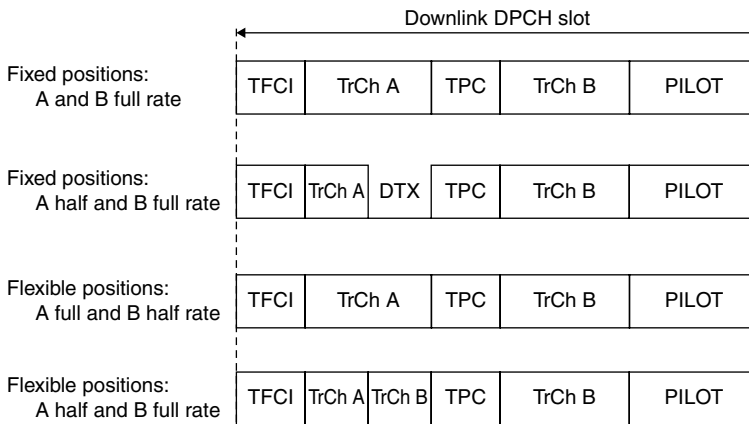 Downlink DPCH slot
Fixed positions:
A and B full rate
TFCI TrCh A TPC TrCh B PILOT
Fixed positions:
A half and B full rate
TFCI TrCh A DTX TPC TrCh B PILOT
Flexible positions:
A full and B half rate
TFCI TrCh A TPC TrCh B PILOT
Flexible positions:
A half and B full rate
TFCI TrCh A TrCh B TPC TrCh B PILOT